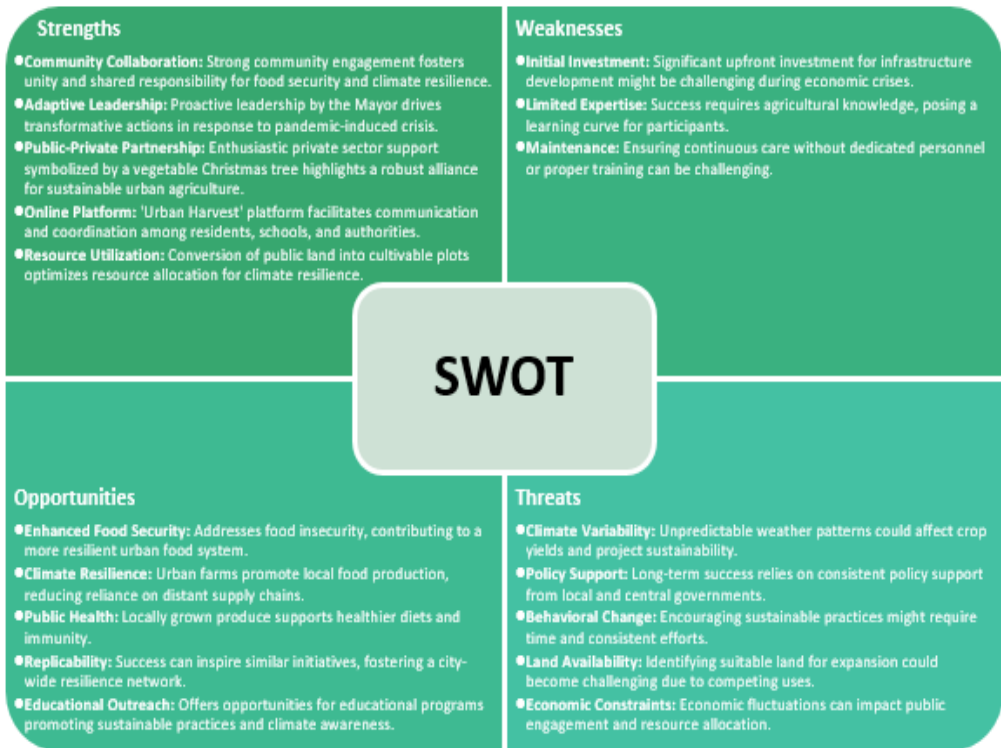 Strengths
●Community Collaboration: Strong community engagement fosters
unity and shared responsibility for food security and climate resilience.
●Adaptive Leadership: Proactive leadership by the Mayor drives
transformative actions in response to pandemic-induced crisis.
●Public-Private Partnership: Enthusiastic private sector support
symbolized by a vegetable Christmas tree highlights a robust alliance
for sustainable urban agriculture.
●Online Platform: 'Urban Harvest' platform facilitates communication
and coordination among residents, schools, and authorities.
●Resource Utilization: Conversion of public land into cultivable plots
optimizes resource allocation for climate resilience.
Weaknesses
●Initial Investment: Significant upfront investment for infrastructure
development might be challenging during economic crises.
●Limited Expertise: Success requires agricultural knowledge, posing a
learning curve for participants.
●Maintenance: Ensuring continuous care without dedicated personnel
or proper training can be challenging.
SWOT
Opportunities
●Enhanced Food Security: Addresses food insecurity, contributing to a
more resilient urban food system.
●Climate Resilience: Urban farms promote local food production,
reducing reliance on distant supply chains.
●Public Health: Locally grown produce supports healthier diets and
immunity.
●Replicability: Success can inspire similar initiatives, fostering a city-
wide resilience network.
●Educational Outreach: Offers opportunities for educational programs
promoting sustainable practices and climate awareness.
Threats
●Climate Variability: Unpredictable weather patterns could affect crop
yields and project sustainability.
●Policy Support: Long-term success relies on consistent policy support
from local and central governments.
●Behavioral Change: Encouraging sustainable practices might require
time and consistent efforts.
●Land Availability: Identifying suitable land for expansion could
become challenging due to competing uses.
●Economic Constraints: Economic fluctuations can impact public
engagement and resource allocation.